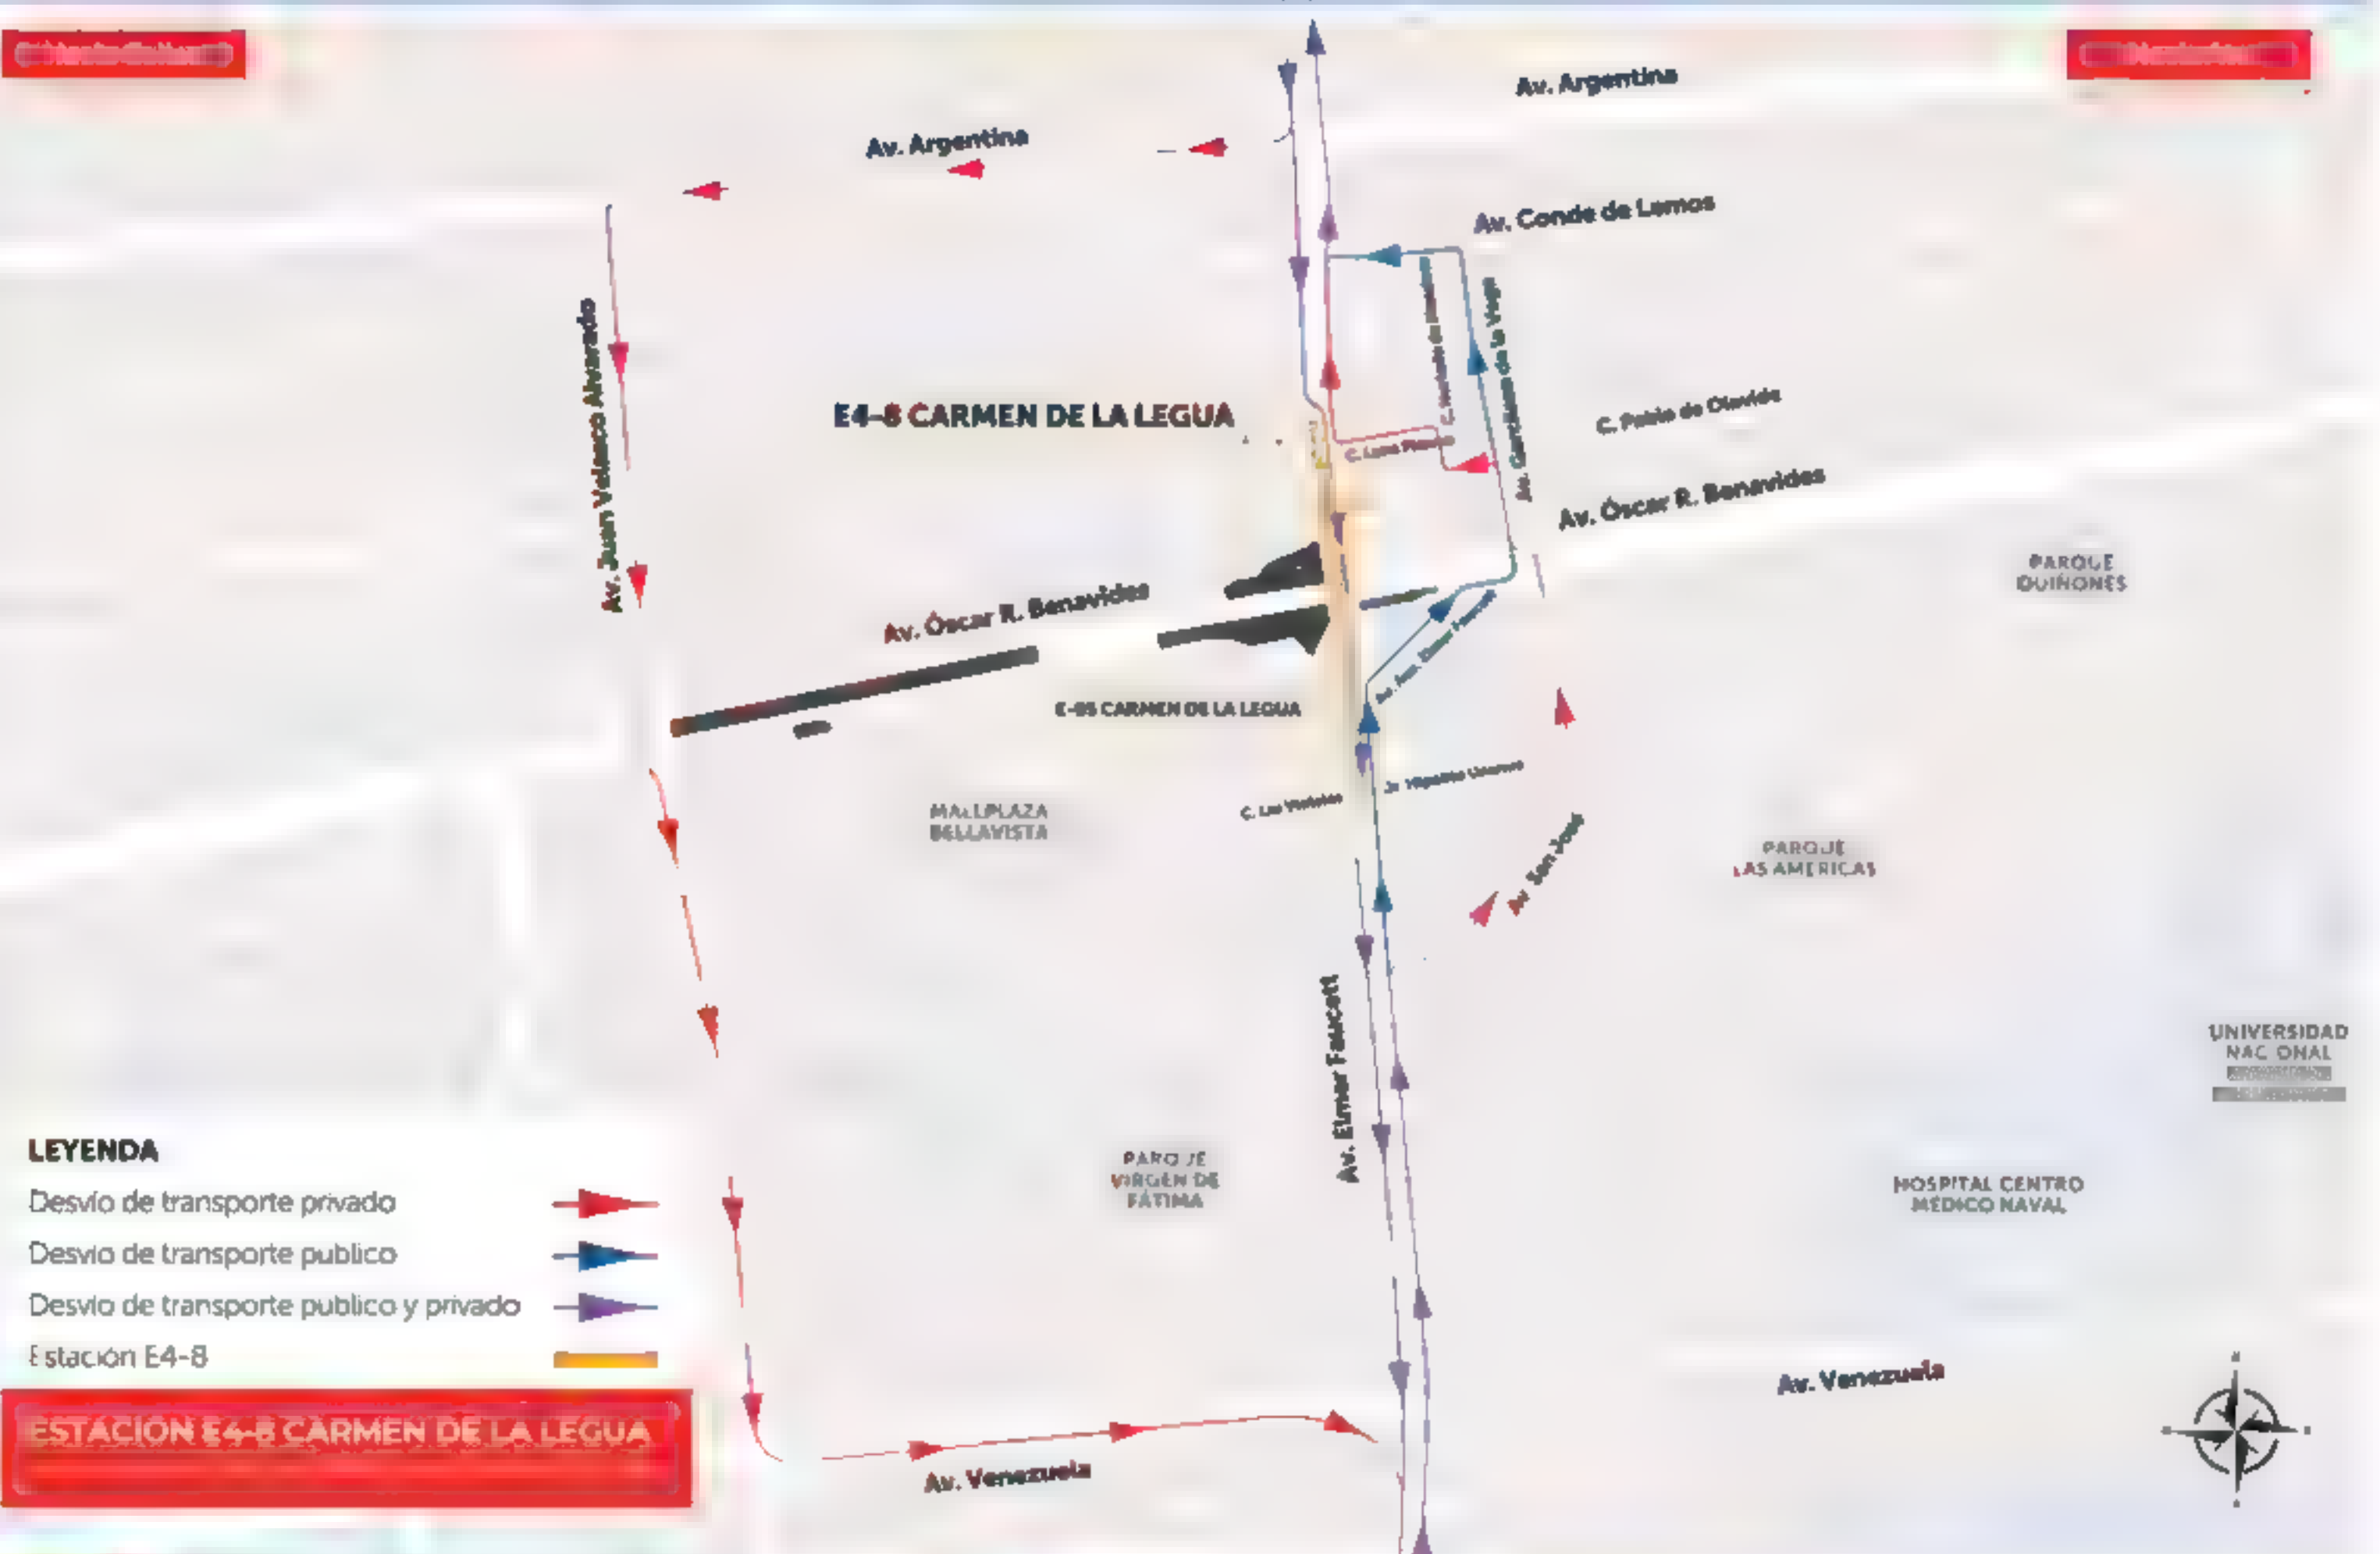 Av. Argentina
Av. Argentina
Av. Conde de Lemos
Av. Juan Velasco Alvarado
E4-8 CARMEN DE LA LEGUA
C. Pablo de Olavide
Av. Óscar R. Benavides
Av. Óscar R. Benavides
PARQUE
QUIÑONES
E-05 CARMEN DE LA LEGUA
MALLPLAZA
BELLAVISTA
Av. San José
PARQUE
LAS AMERICAS
Av. Elmer Faucett
UNIVERSIDAD
NACIONAL
PARQUE
VIRGEN DE
FÁTIMA
HOSPITAL CENTRO
MÉDICO NAVAL
LEYENDA
Desvío de transporte privado
Desvío de transporte publico
Desvío de transporte publico y privado
Estación E4-8
Av. Venezuela
ESTACIÓN E4-8 CARMEN DE LA LEGUA
Av. Venezuela